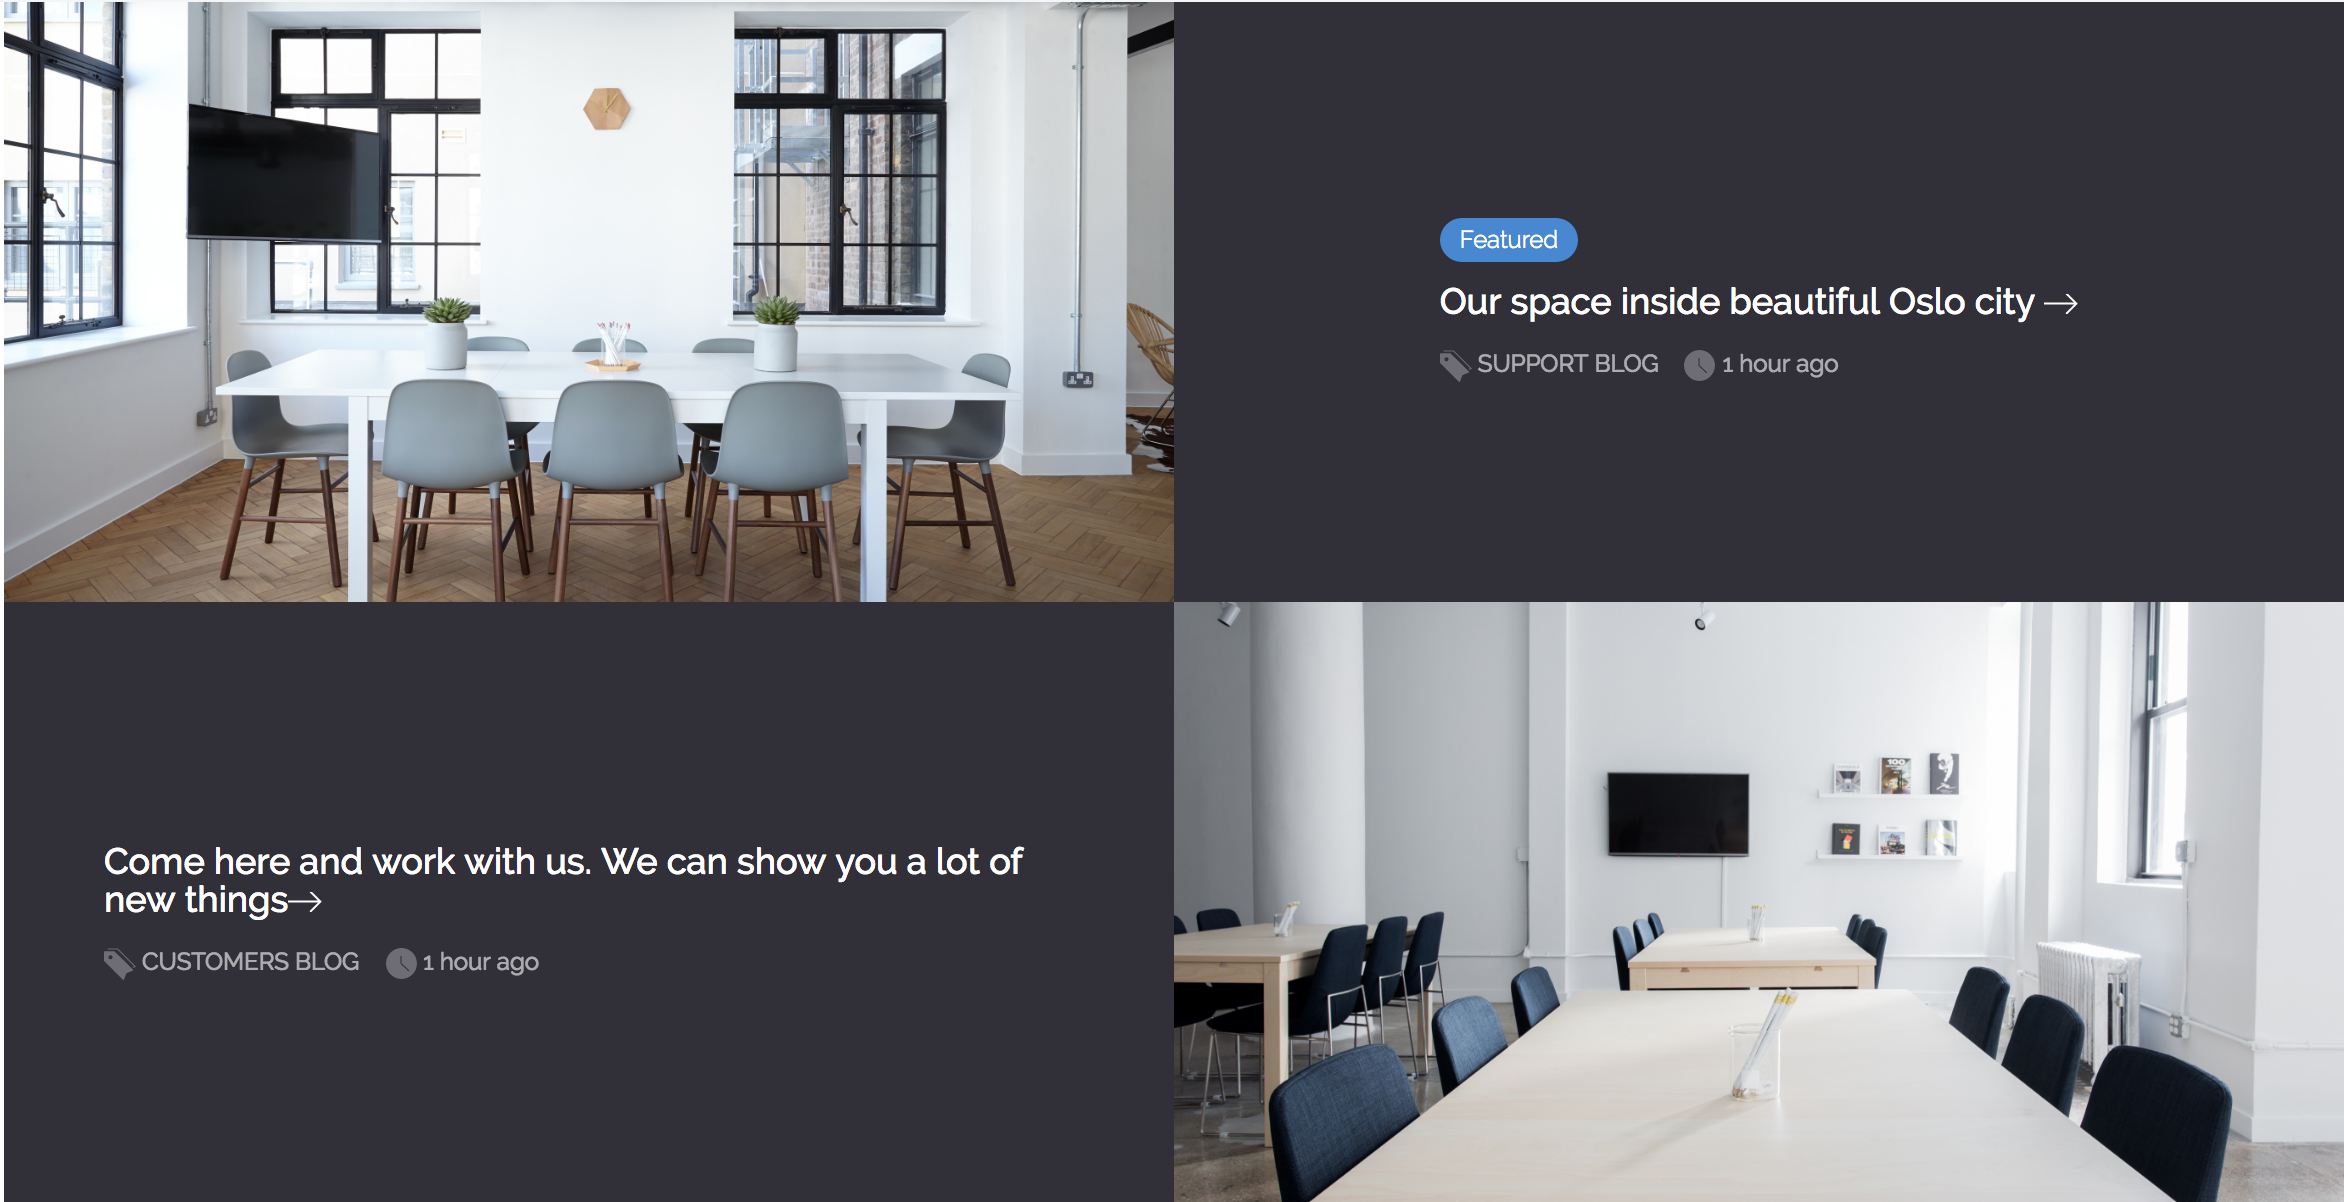 Featured
Our space inside beautiful Oslo city →
SUPPORT BLOG 1 hour ago
Come here and work with us. We can show you a lot of
new things→
CUSTOMERS BLOG 1 hour ago
100